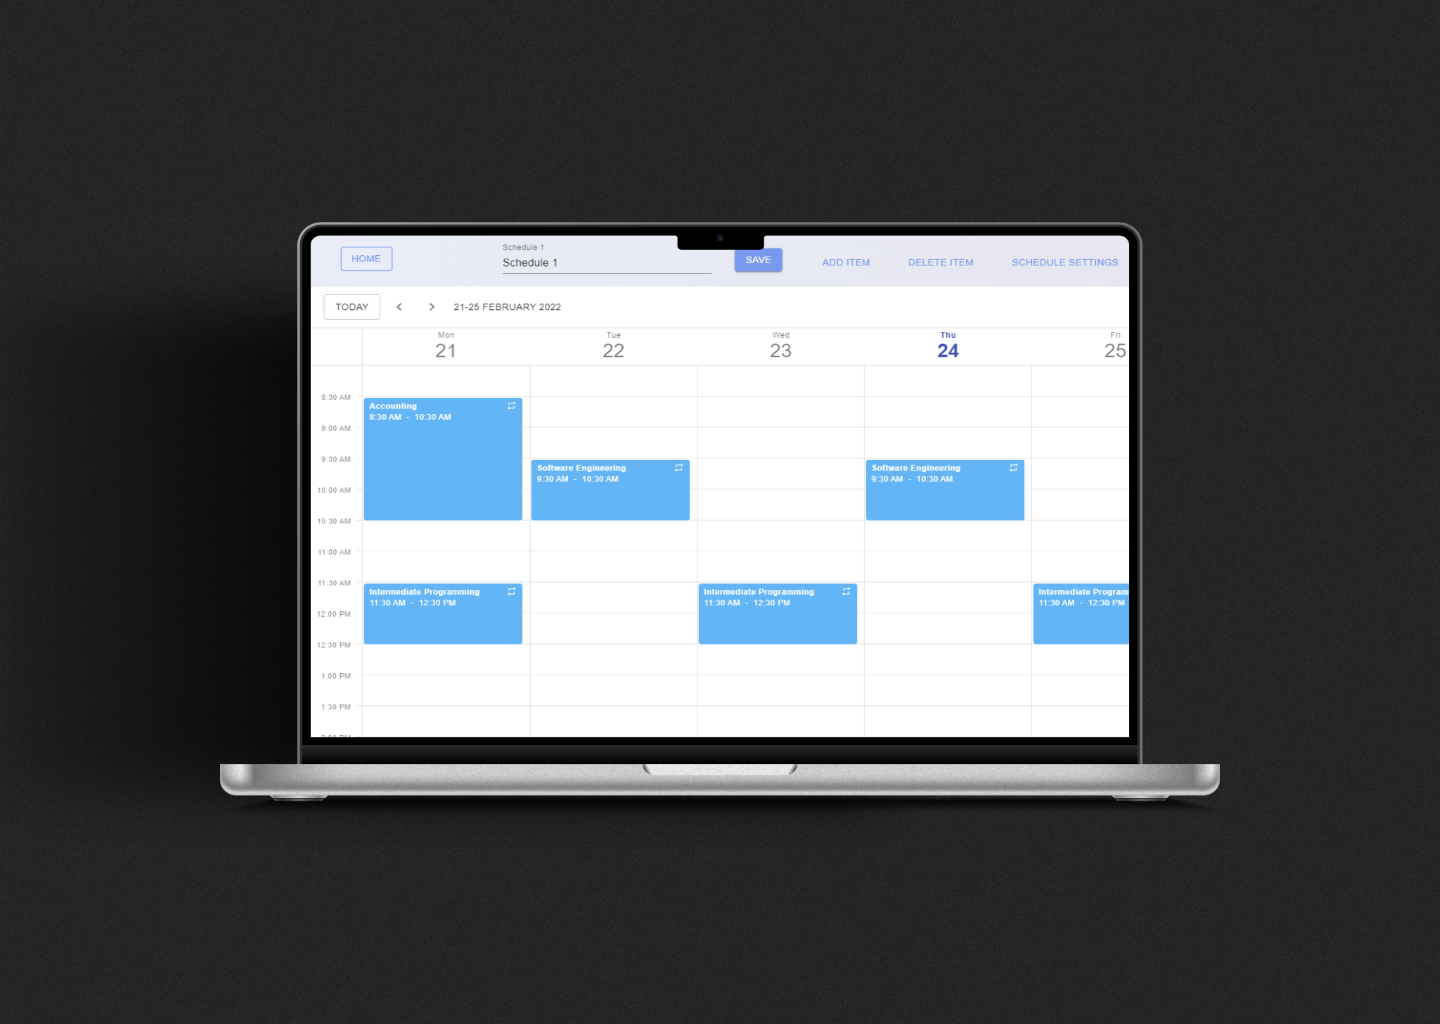 HOME
Schedule 1
Schedule 1
SAVE
ADD ITEM
DELETE ITEM
SCHEDULE SETTINGS
TODAY
21-25 FEBRUARY 2022
Mon
21
Tue
22
Wed
23
Thu
24
Fri
25
8:30 AM
9:00 AM
9:30 AM
10:00 AM
10:30 AM
11:00 AM
11:30 AM
12:00 PM
12:30 PM
1:00 PM
1:30 PM
Accounting
8:30 AM - 10:30 AM
Intermediate Programming
11:30 AM - 12:30 PM
Software Engineering
9:30 AM - 10:30 AM
Intermediate Programming
11:30 AM - 12:30 PM
Software Engineering
9:30 AM - 10:30 AM
Intermediate Program
11:30 AM - 12:30 PM